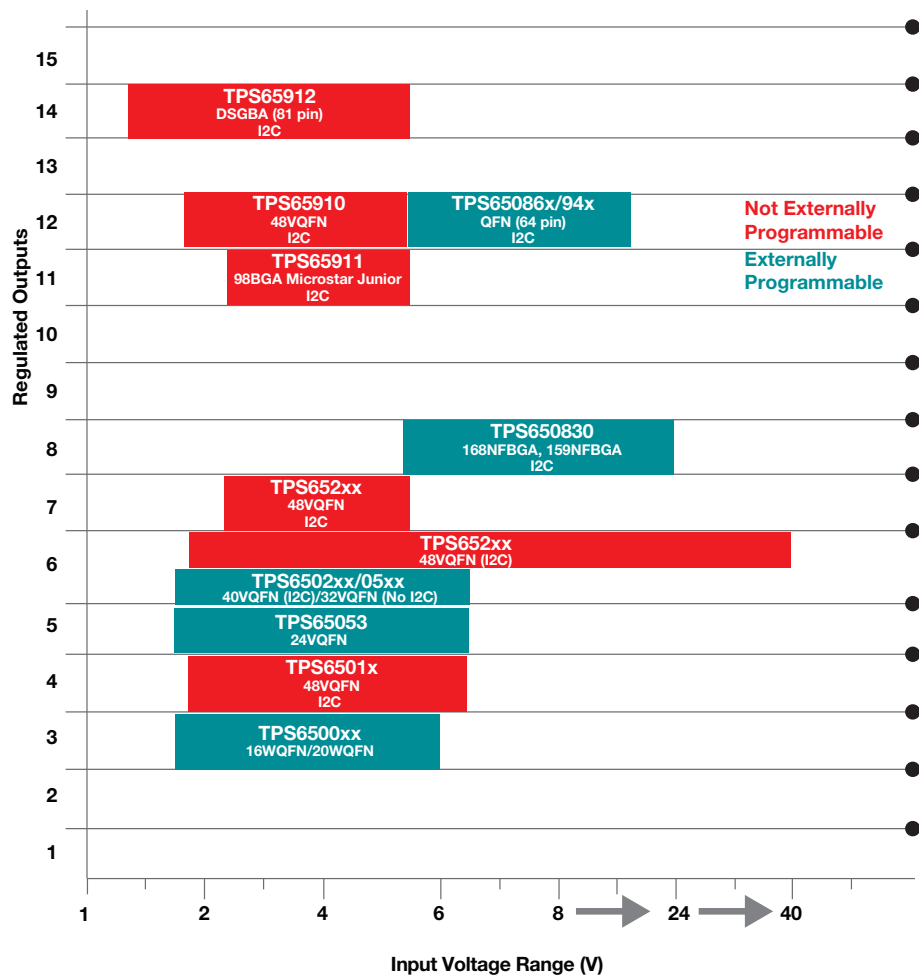 Regulated Outputs
15
14
TPS65912
DSGBA (81 pin)
I2C
13
12
TPS65910
48VQFN
I2C
TPS65086x/94x
QFN (64 pin)
I2C
Not Externally
Programmable
Externally
Programmable
11
TPS65911
98BGA Microstar Junior
I2C
10
9
8
TPS650830
168NFBGA, 159NFBGA
I2C
7
TPS652xx
48VQFN
I2C
6
TPS652xx
48VQFN (I2C)
TPS6502xx/05xx
40VQFN (I2C)/32VQFN (No I2C)
5
TPS65053
24VQFN
4
TPS6501x
48VQFN
I2C
3
TPS6500xx
16WQFN/20WQFN
2
1
1 2 4 6 8 24 40
Input Voltage Range (V)